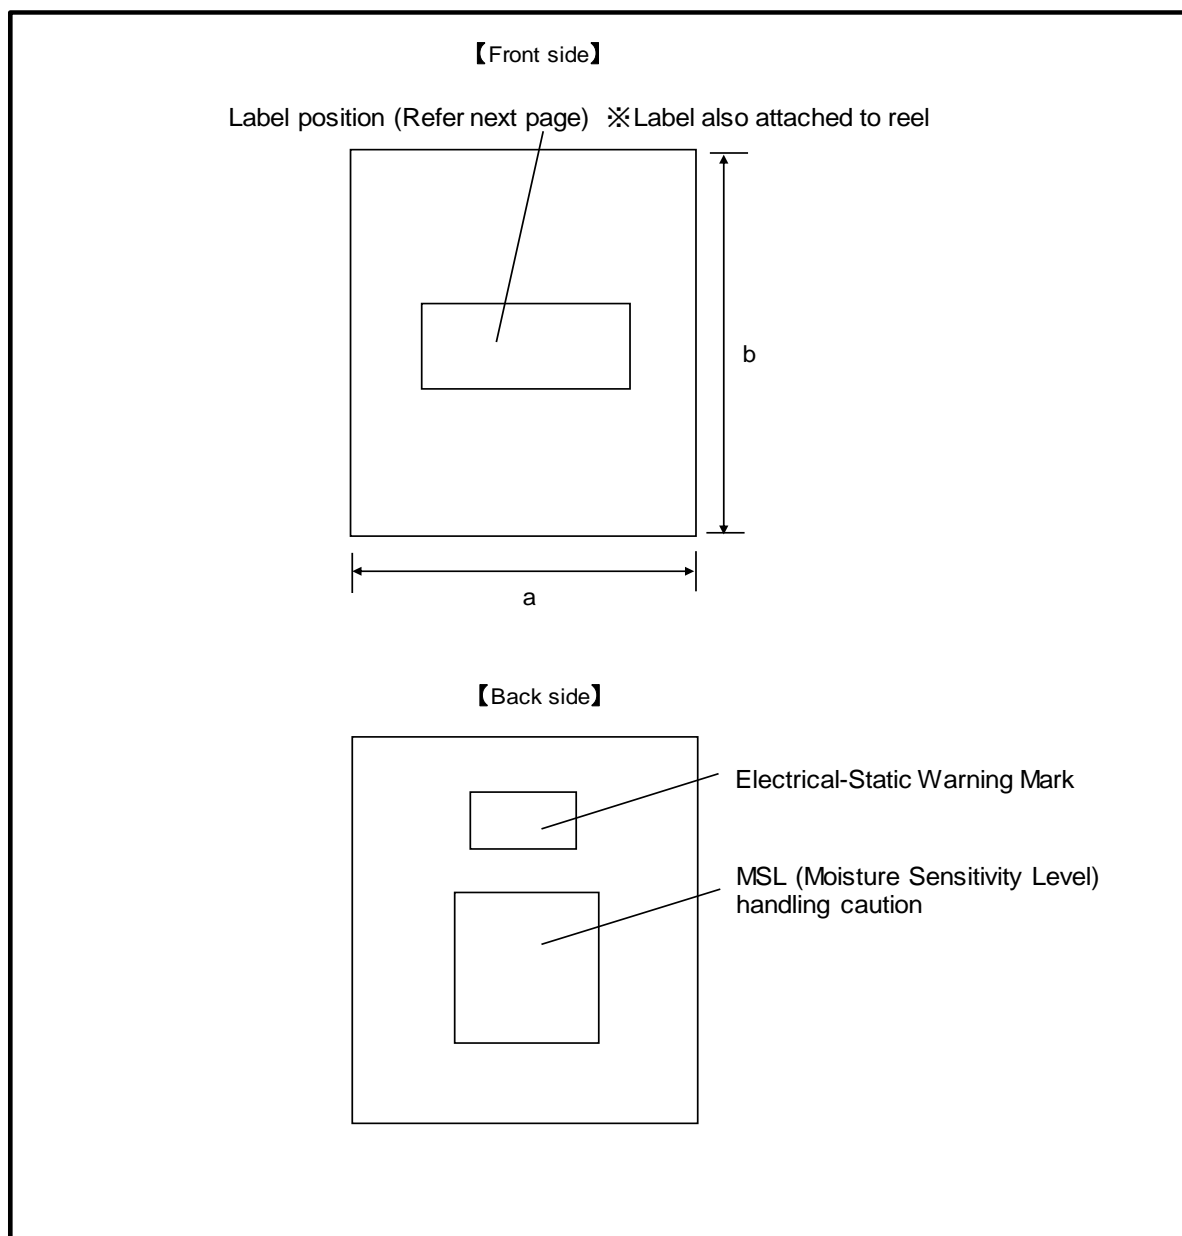 【Front side】
Label position (Refer next page) ※Label also attached to reel
b
a
【Back side】
Electrical-Static Warning Mark
MSL (Moisture Sensitivity Level)
handling caution